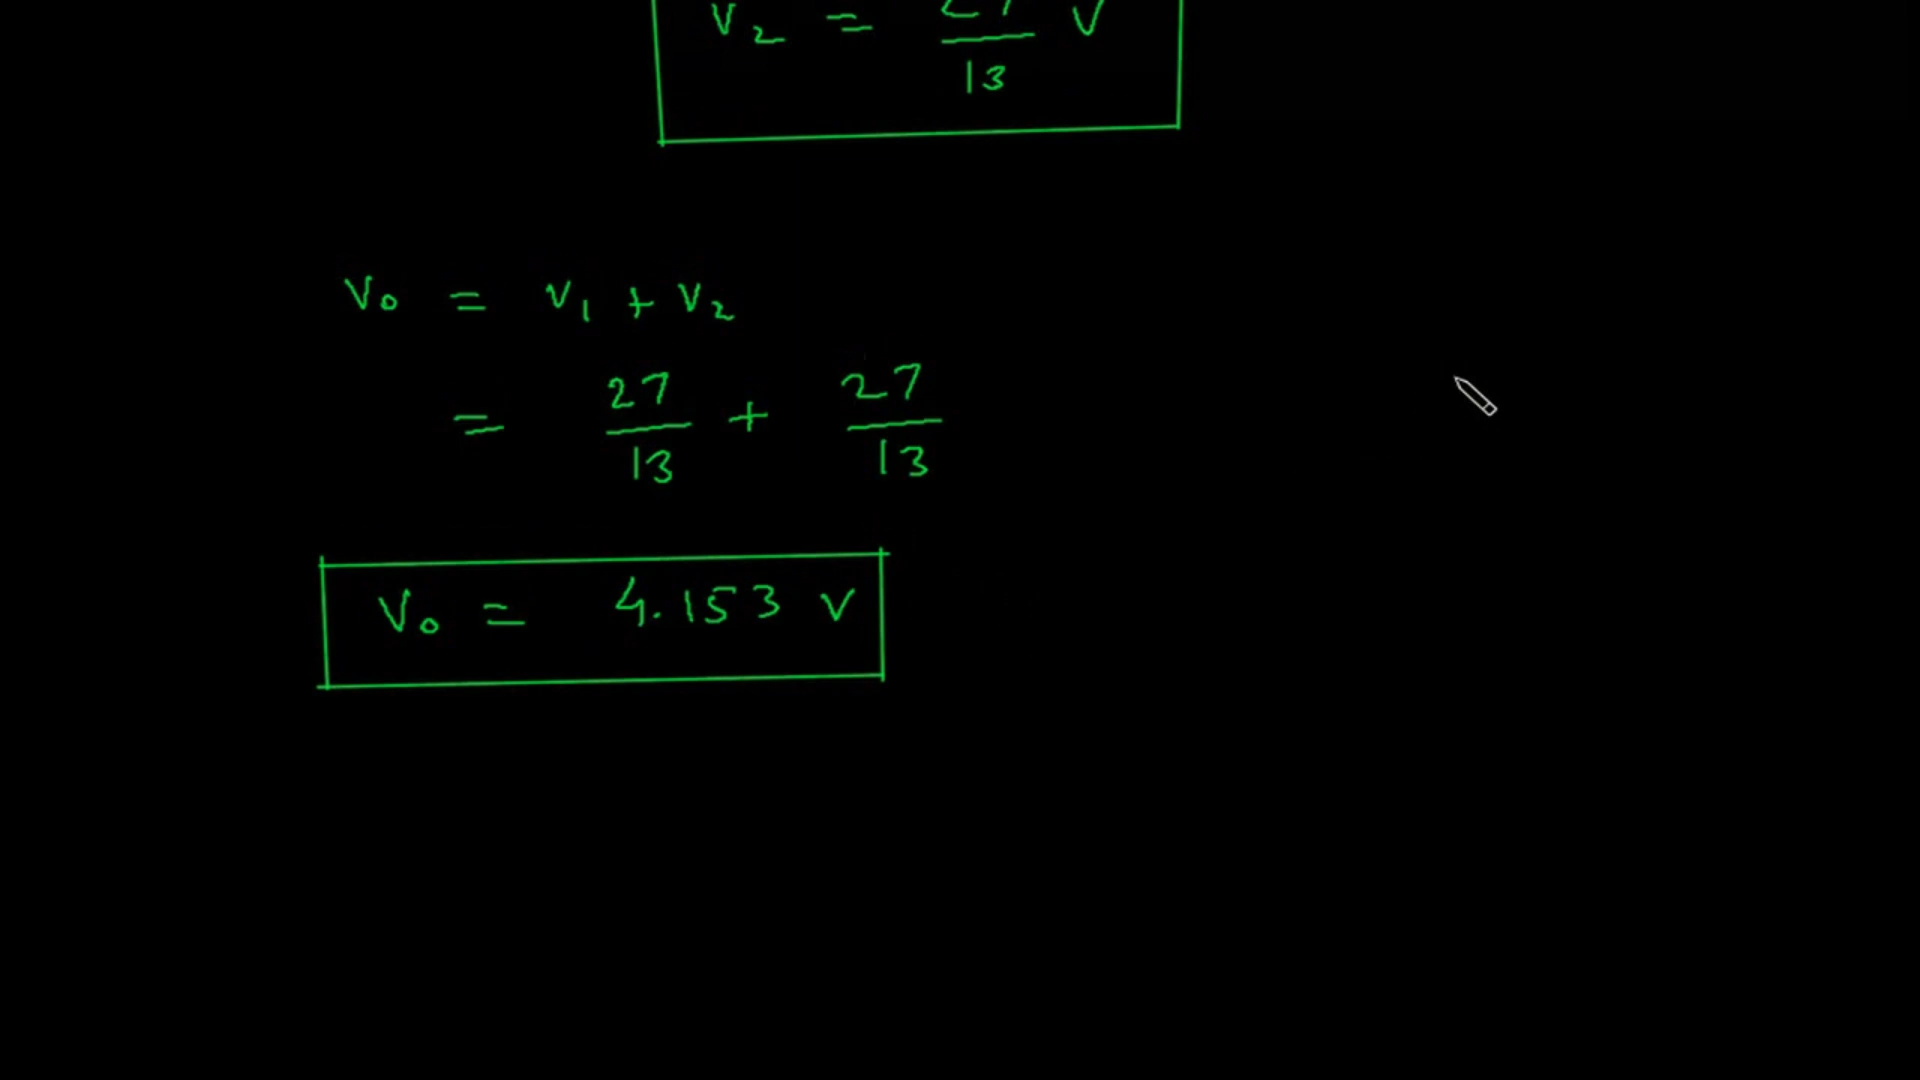 V₂ = 27/13 V
V₀ = V₁ + V₂
= 27/13 + 27/13
V₀ = 4.153 V